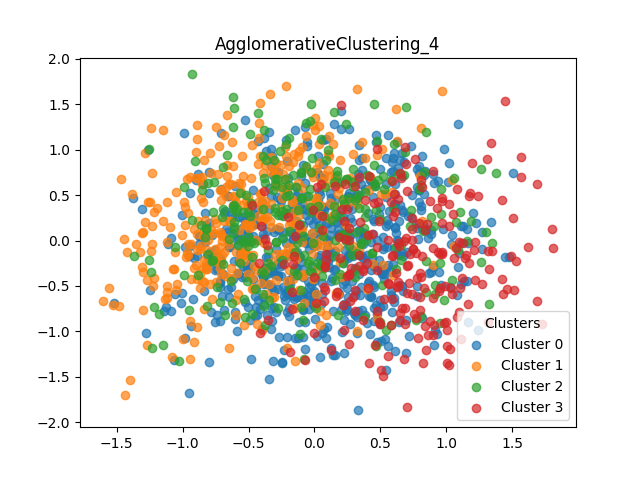 AgglomerativeClustering_4
2.0
1.5
1.0
0.5
0.0
−0.5
−1.0
−1.5
−2.0
−1.5 −1.0 −0.5 0.0 0.5 1.0 1.5
Clusters
Cluster 0
Cluster 1
Cluster 2
Cluster 3